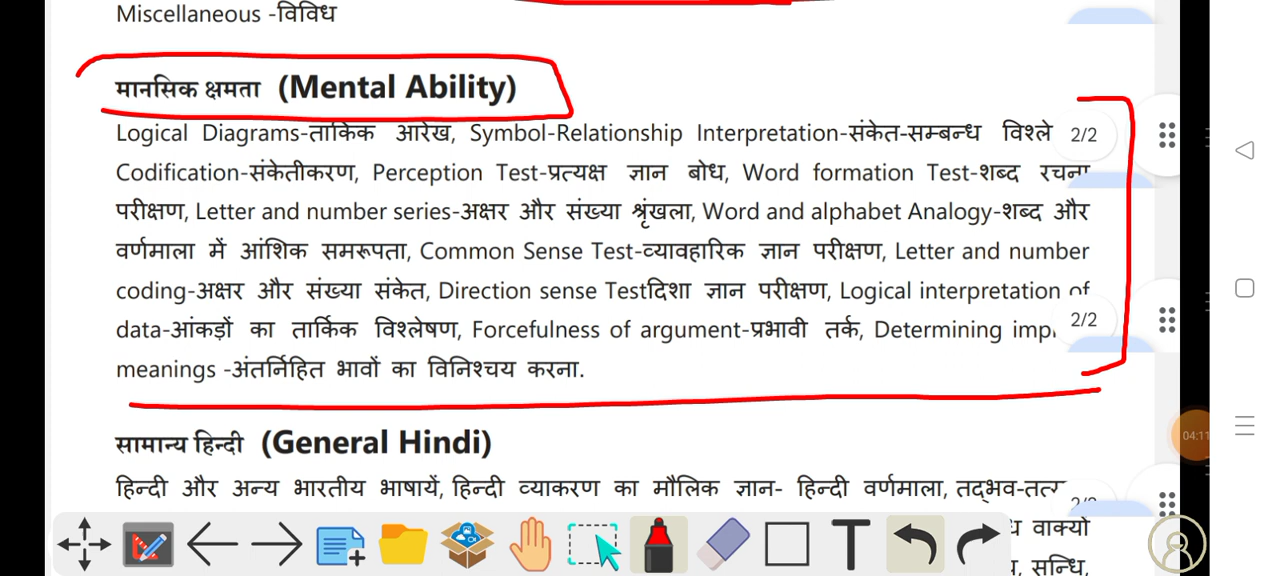 Miscellaneous -विविध
मानसिक क्षमता (Mental Ability)
Logical Diagrams-तार्किक आरेख, Symbol-Relationship Interpretation-संकेत-सम्बन्ध विश्ले 2/2
Codification-संकेतीकरण, Perception Test-प्रत्यक्ष ज्ञान बोध, Word formation Test-शब्द रचना
परीक्षण, Letter and number series-अक्षर और संख्या श्रृंखला, Word and alphabet Analogy-शब्द और
वर्णमाला में आंशिक समरूपता, Common Sense Test-व्यावहारिक ज्ञान परीक्षण, Letter and number
coding-अक्षर और संख्या संकेत, Direction sense Testदिशा ज्ञान परीक्षण, Logical interpretation of
data-आंकड़ों का तार्किक विश्लेषण, Forcefulness of argument-प्रभावी तर्क, Determining imp 2/2
meanings -अंतर्निहित भावों का विनिश्चय करना.
04:11
सामान्य हिन्दी (General Hindi)
हिन्दी और अन्य भारतीय भाषायें, हिन्दी व्याकरण का मौलिक ज्ञान- हिन्दी वर्णमाला, तद्भव-तत्स
वाक्यों
सन्धि,